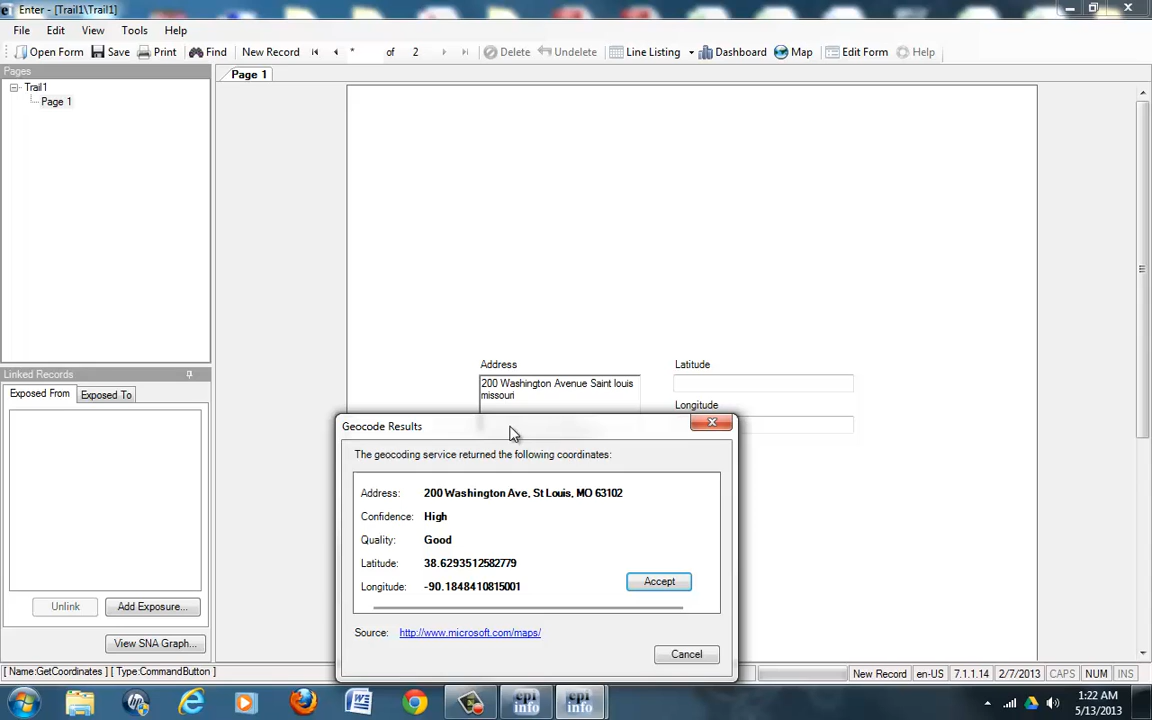 Enter - [Trail1\Trail1]
File Edit View Tools Help
Open Form Save Print Find New Record * of 2 Delete Undelete Line Listing Dashboard Map Edit Form Help
Pages
Page 1
Trail1
Page 1
Address
Latitude
200 Washington Avenue Saint louis
missouri
Longitude
Linked Records
Exposed From Exposed To
Unlink Add Exposure...
View SNA Graph...
Geocode Results
The geocoding service returned the following coordinates:
Address: 200 Washington Ave, St Louis, MO 63102
Confidence: High
Quality: Good
Latitude: 38.6293512582779
Longitude: -90.1848410815001
Accept
Source: http://www.microsoft.com/maps/
Cancel
[ Name:GetCoordinates ] [ Type:CommandButton ]
New Record en-US 7.1.1.14 2/7/2013 CAPS NUM INS
hp
W
epi
info
epi
info
1:22 AM
5/13/2013